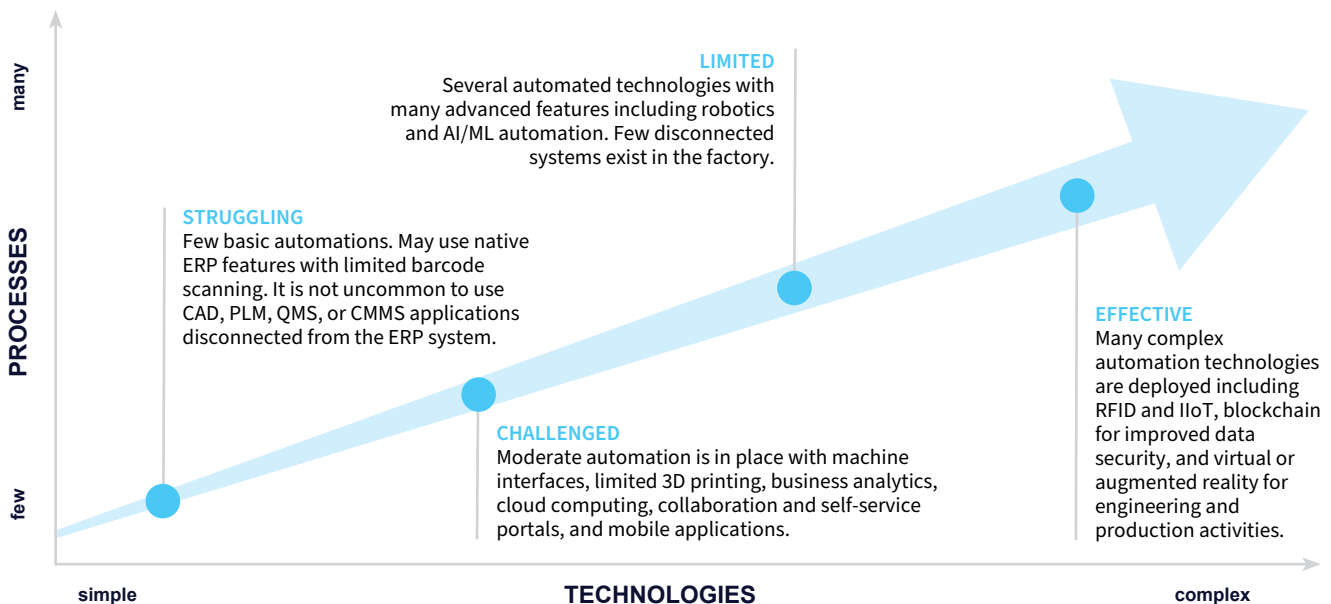 many
PROCESSES
few
LIMITED
Several automated technologies with
many advanced features including robotics
and AI/ML automation. Few disconnected
systems exist in the factory.
STRUGGLING
Few basic automations. May use native
ERP features with limited barcode
scanning. It is not uncommon to use
CAD, PLM, QMS, or CMMS applications
disconnected from the ERP system.
CHALLENGED
Moderate automation is in place with machine
interfaces, limited 3D printing, business analytics,
cloud computing, collaboration and self-service
portals, and mobile applications.
EFFECTIVE
Many complex
automation technologies
are deployed including
RFID and IIoT, blockchain
for improved data
security, and virtual or
augmented reality for
engineering and
production activities.
simple
TECHNOLOGIES
complex